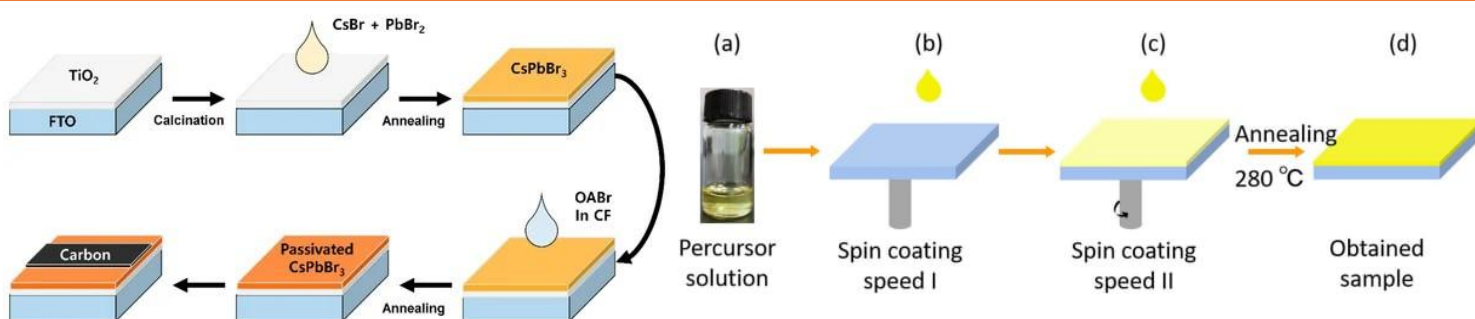 CsBr + PbBr₂
TiO₂
FTO
Calcination
Annealing
CsPbBr₃
OABr
In CF
Annealing
Passivated
CsPbBr₃
Carbon
(a)
(b)
(c)
(d)
Annealing
280 ℃
Percursor
solution
Spin coating
speed I
Spin coating
speed II
Obtained
sample